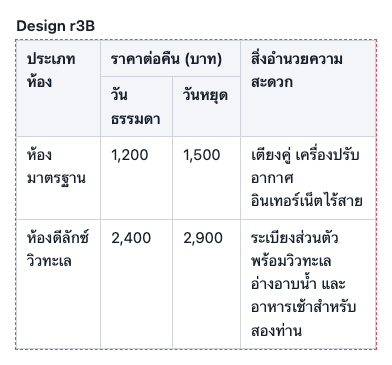 Design r3B
ประเภท
ห้อง
ราคาต่อคืน (บาท)
สิ่งอำนวยความ
สะดวก
วัน
ธรรมดา
วันหยุด
ห้อง
มาตรฐาน
1,200
1,500
เตียงคู่ เครื่องปรับ
อากาศ
อินเทอร์เน็ตไร้สาย
ห้องดีลักซ์
วิวทะเล
2,400
2,900
ระเบียงส่วนตัว
พร้อมวิวทะเล
อ่างอาบน้ำ และ
อาหารเช้าสำหรับ
สองท่าน